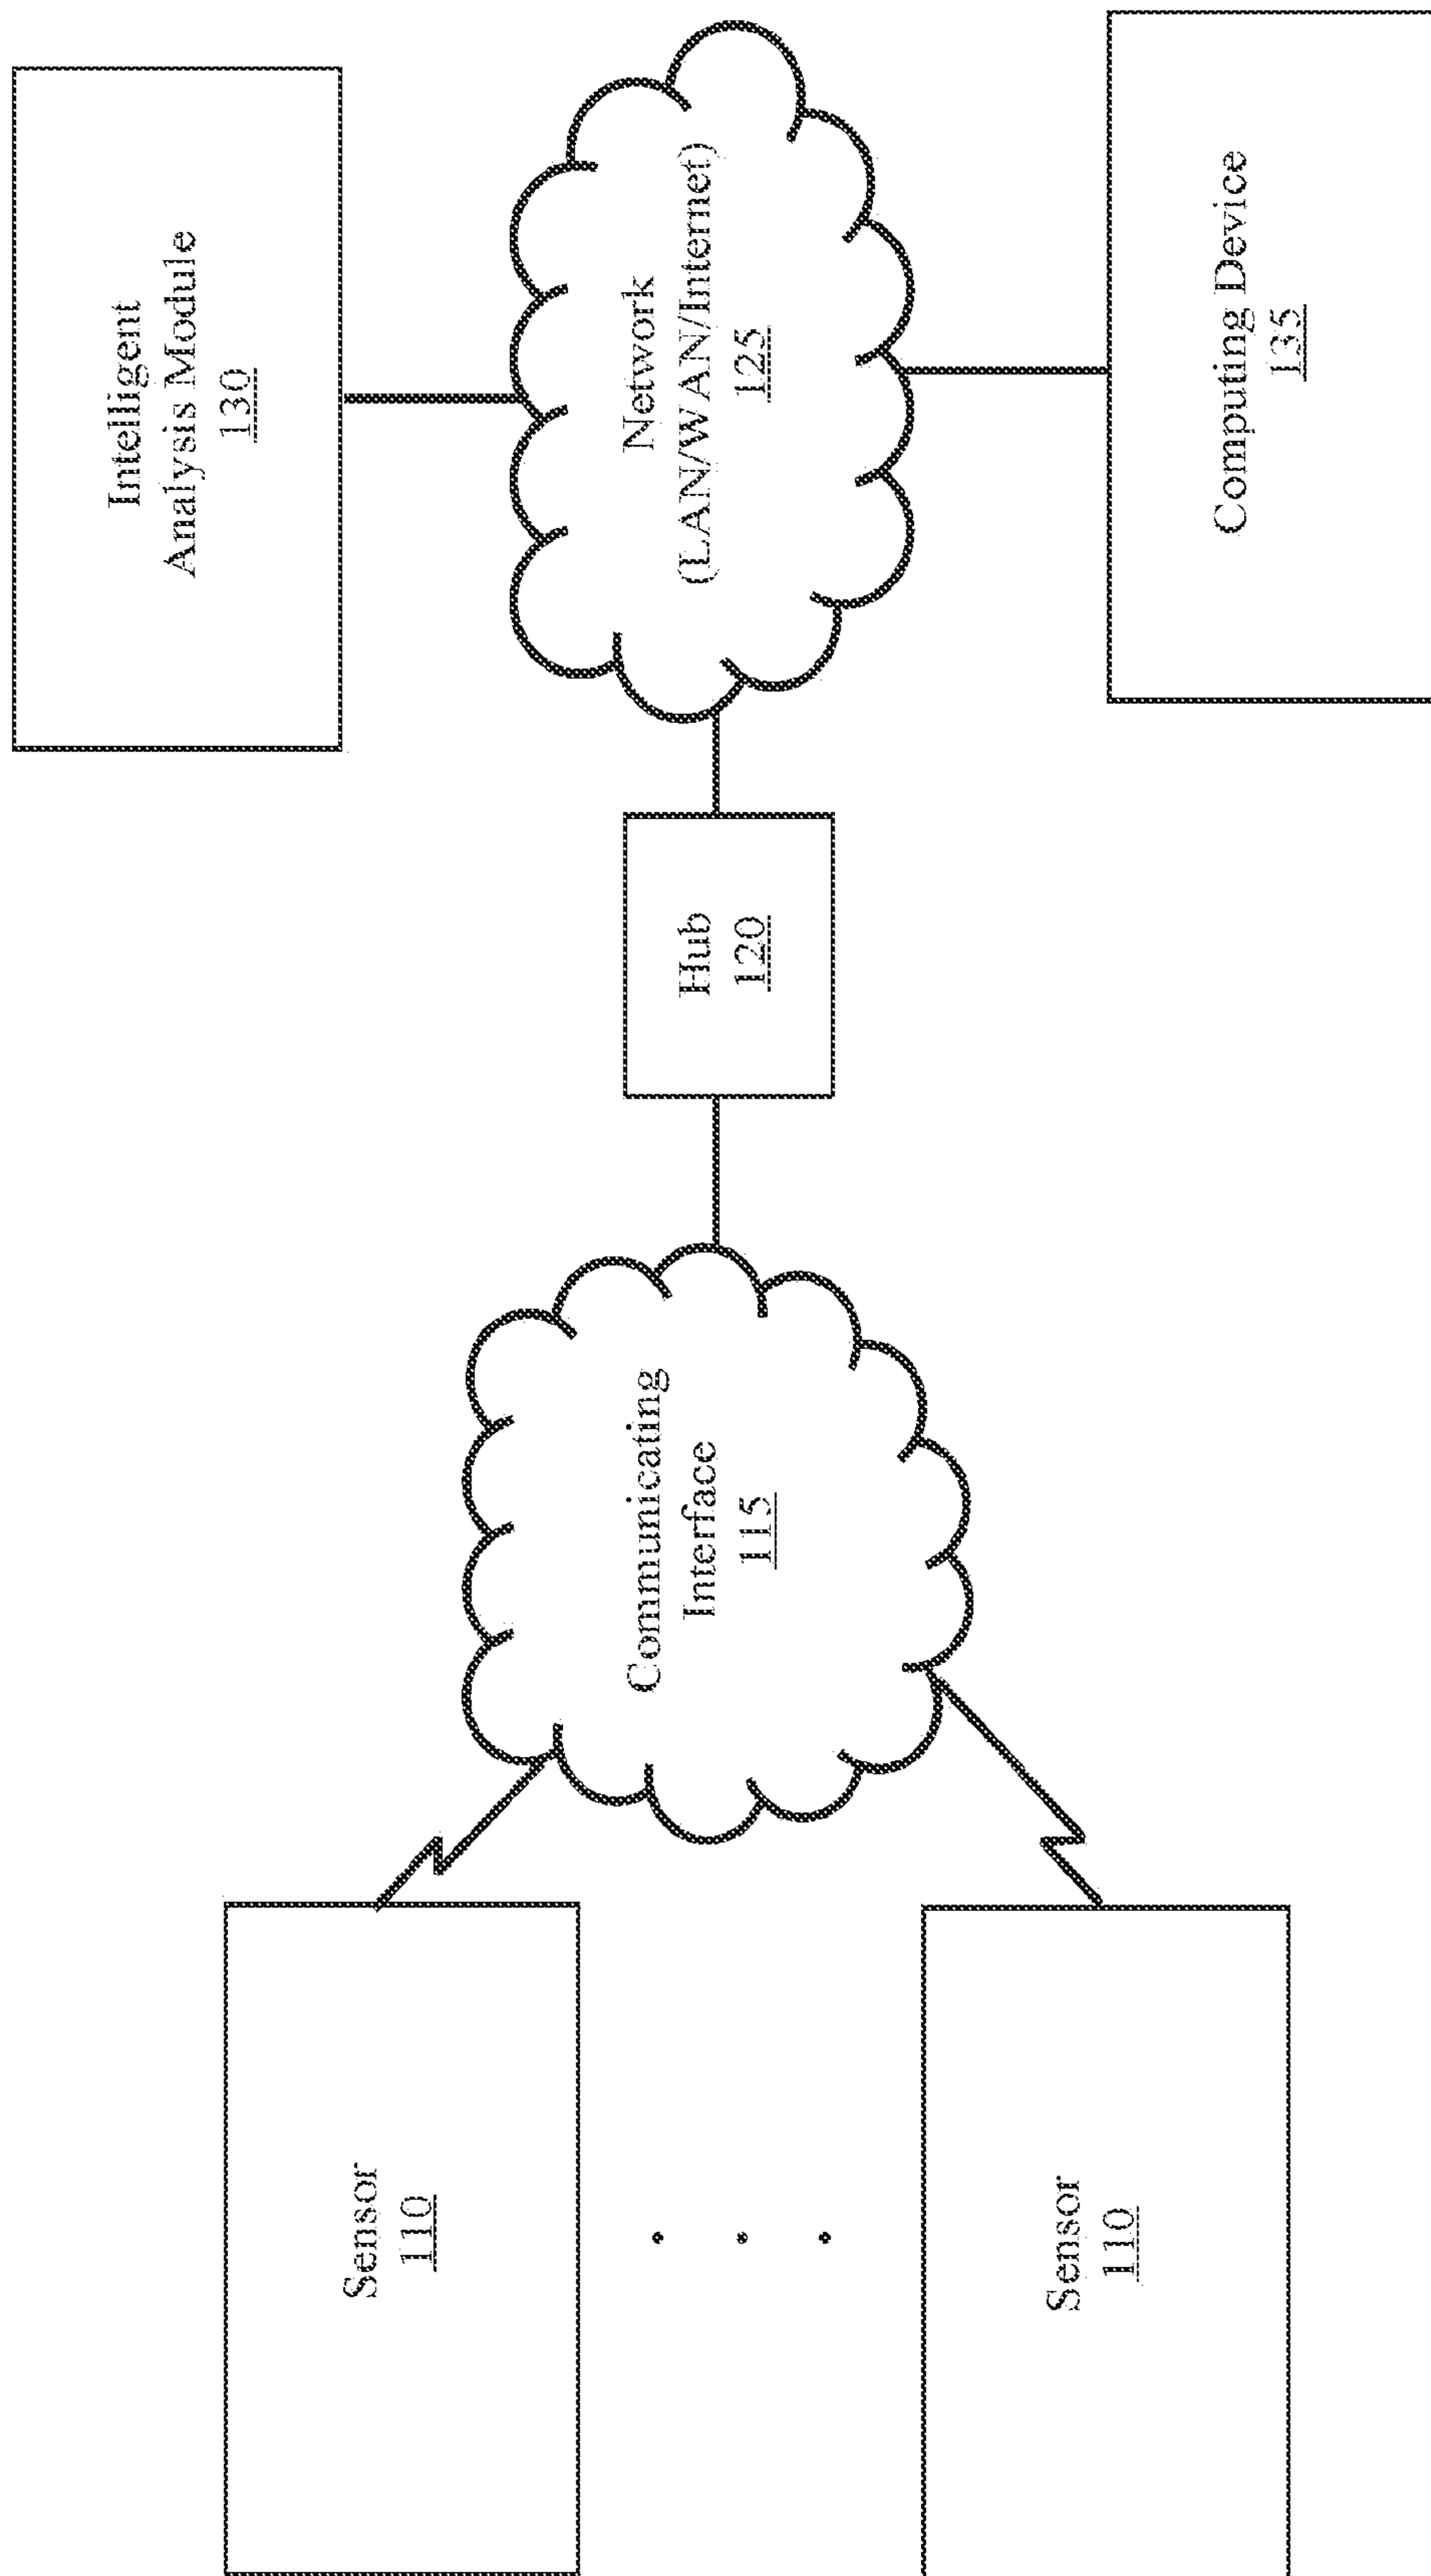 Sensor
110
Sensor
110
Communicating
Interface
115
Hub
120
Network
(LAN/WAN/Internet)
125
Intelligent
Analysis Module
130
Computing Device
135